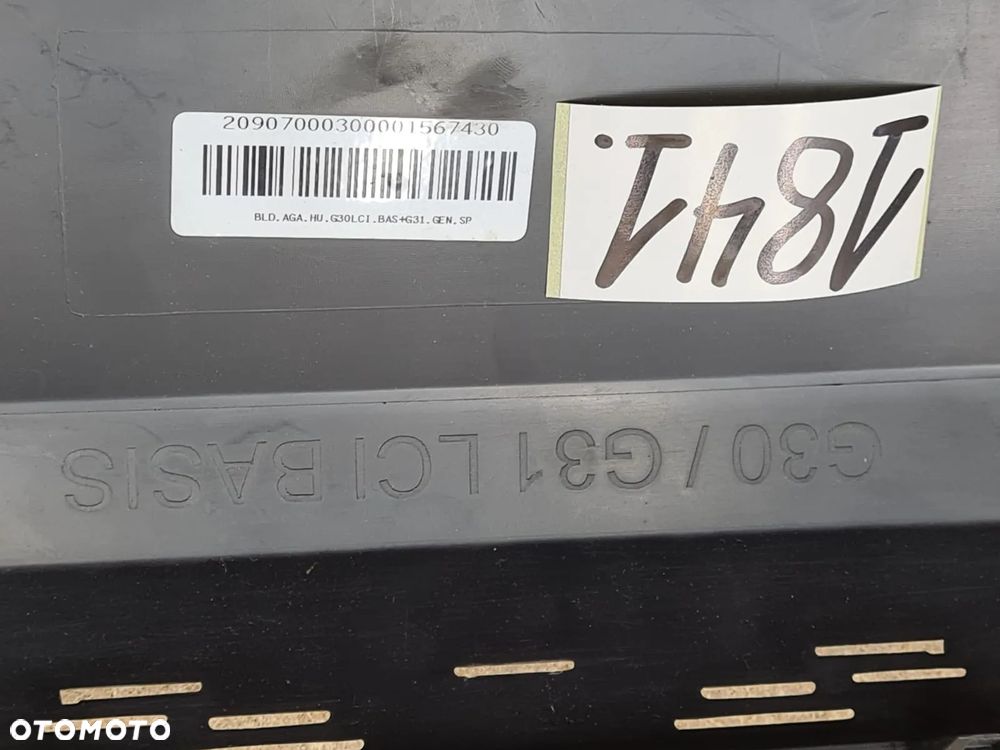 20907000300001567430
BLD.AGA.HU.G30LCI.BAS+G31.GEN.SP
1841.
G30 / G31 LCI BASIS
OTOMOTO